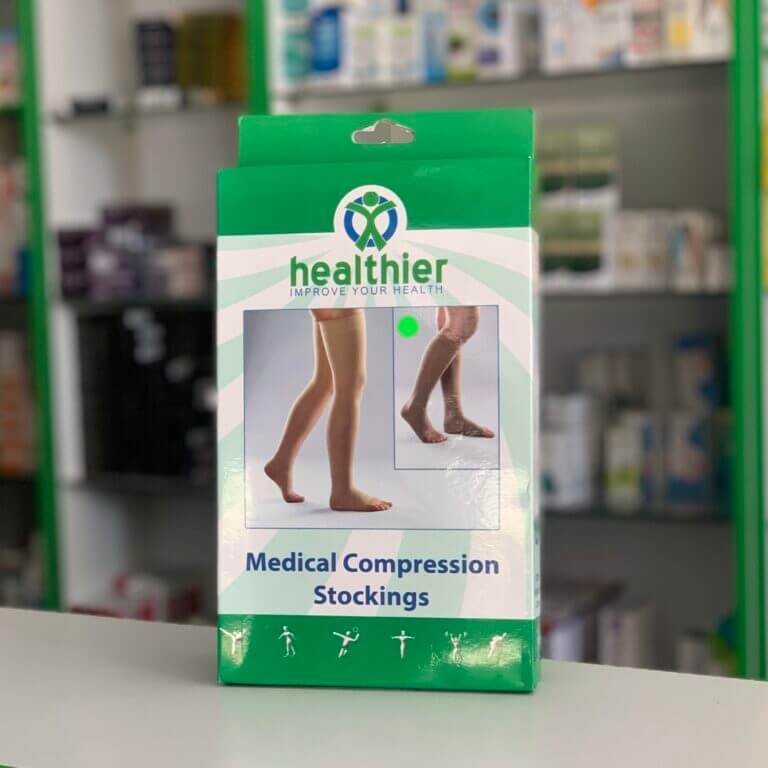 healthier
IMPROVE YOUR HEALTH
Medical Compression
Stockings